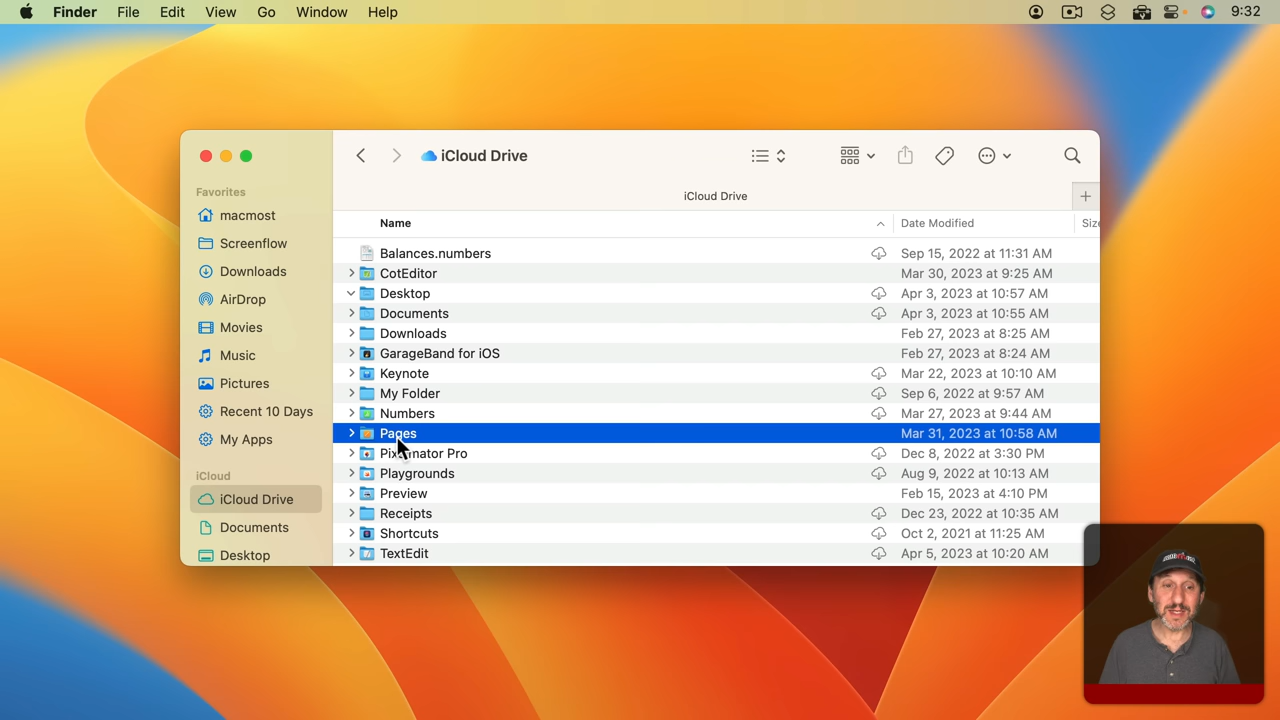 Finder File Edit View Go Window Help 9:32
iCloud Drive
Favorites
macmost
Screenflow
Downloads
AirDrop
Movies
Music
Pictures
Recent 10 Days
My Apps
iCloud
iCloud Drive
Documents
Desktop
iCloud Drive
Name Date Modified Size
Balances.numbers Sep 15, 2022 at 11:31 AM
CotEditor Mar 30, 2023 at 9:25 AM
Desktop Apr 3, 2023 at 10:57 AM
Documents Apr 3, 2023 at 10:55 AM
Downloads Feb 27, 2023 at 8:25 AM
GarageBand for iOS Feb 27, 2023 at 8:24 AM
Keynote Mar 22, 2023 at 10:10 AM
My Folder Sep 6, 2022 at 9:57 AM
Numbers Mar 27, 2023 at 9:44 AM
Pages Mar 31, 2023 at 10:58 AM
Pixelmator Pro Dec 8, 2022 at 3:30 PM
Playgrounds Aug 9, 2022 at 10:13 AM
Preview Feb 15, 2023 at 4:10 PM
Receipts Dec 23, 2022 at 10:35 AM
Shortcuts Oct 2, 2021 at 11:25 AM
TextEdit Apr 5, 2023 at 10:20 AM